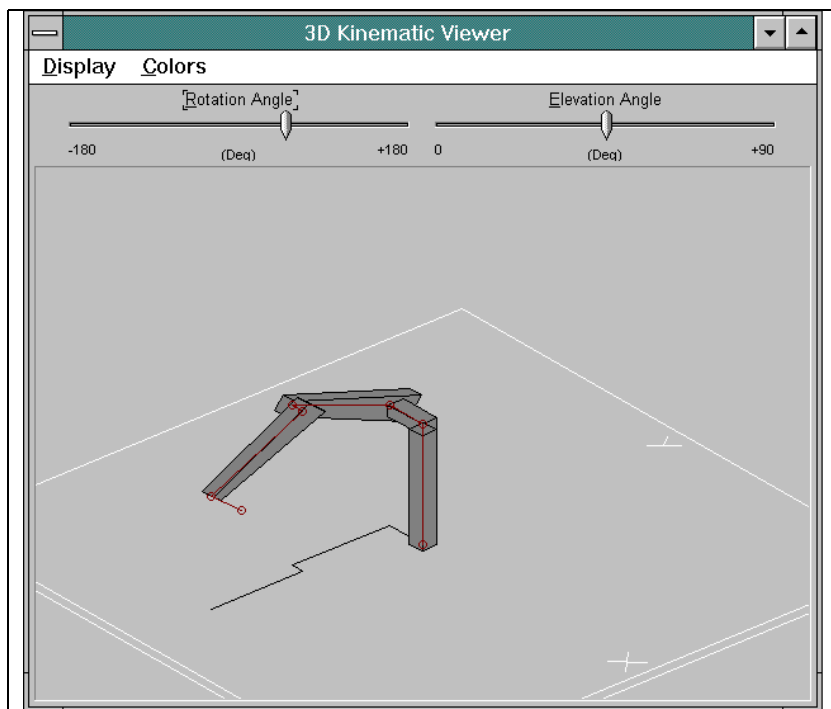 3D Kinematic Viewer
Display Colors
[Rotation Angle] Elevation Angle
-180 (Deg) +180 0 (Deg) +90
Y
X